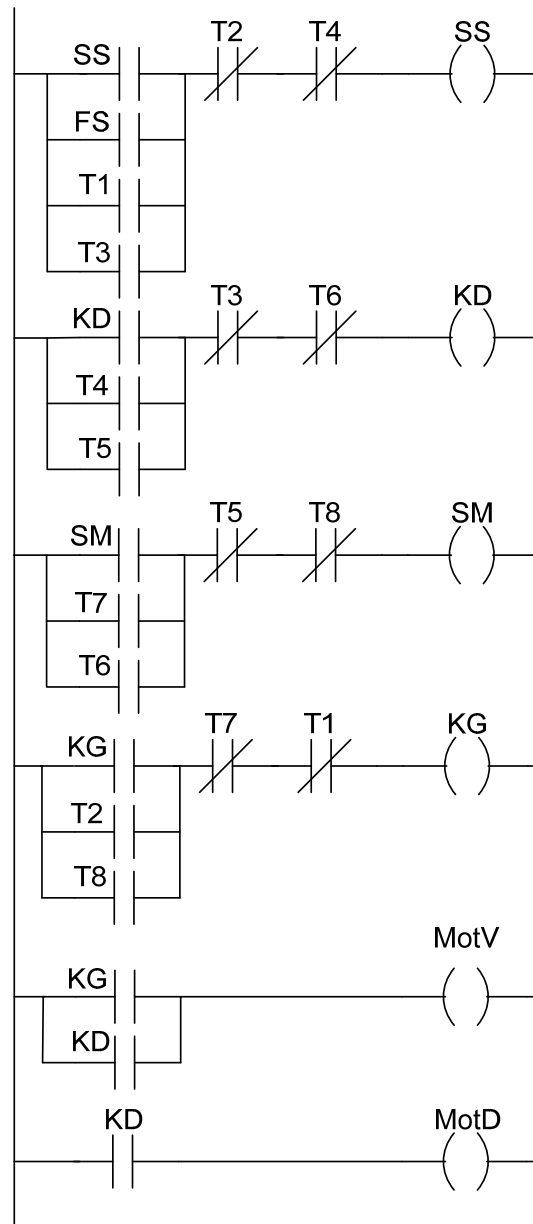 SS T2 T4 SS
FS
T1
T3
KD T3 T6 KD
T4
T5
SM T5 T8 SM
T7
T6
KG T7 T1 KG
T2
T8
MotV
KG
KD
KD MotD